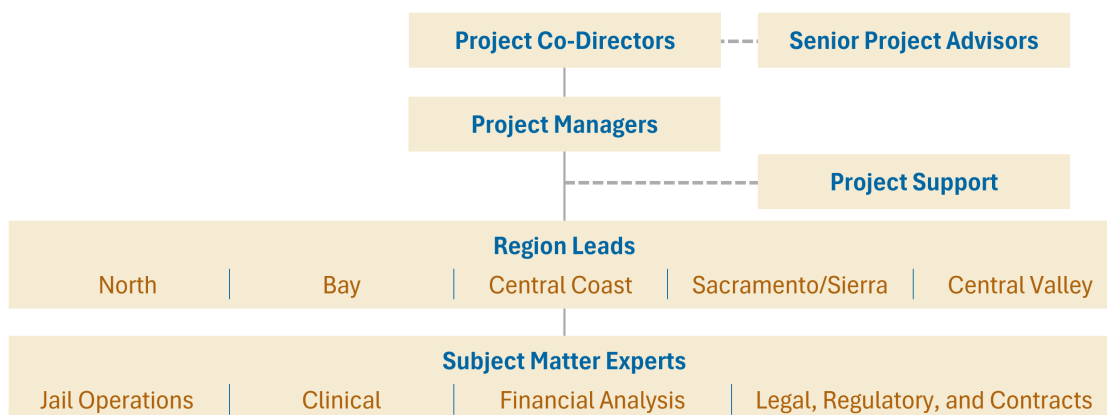 Project Co-Directors
Senior Project Advisors
Project Managers
Project Support
Region Leads
North
Bay
Central Coast
Sacramento/Sierra
Central Valley
Subject Matter Experts
Jail Operations
Clinical
Financial Analysis
Legal, Regulatory, and Contracts